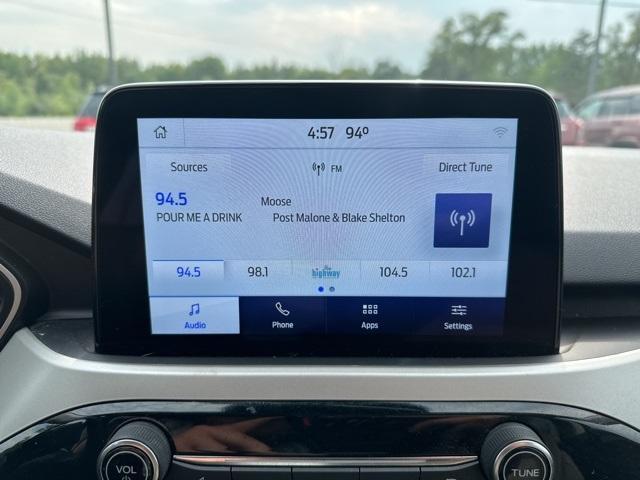 4:57 94°
Sources FM Direct Tune
94.5 Moose
POUR ME A DRINK Post Malone & Blake Shelton
94.5 98.1 the highway 104.5 102.1
Audio Phone Apps Settings
VOL TUNE